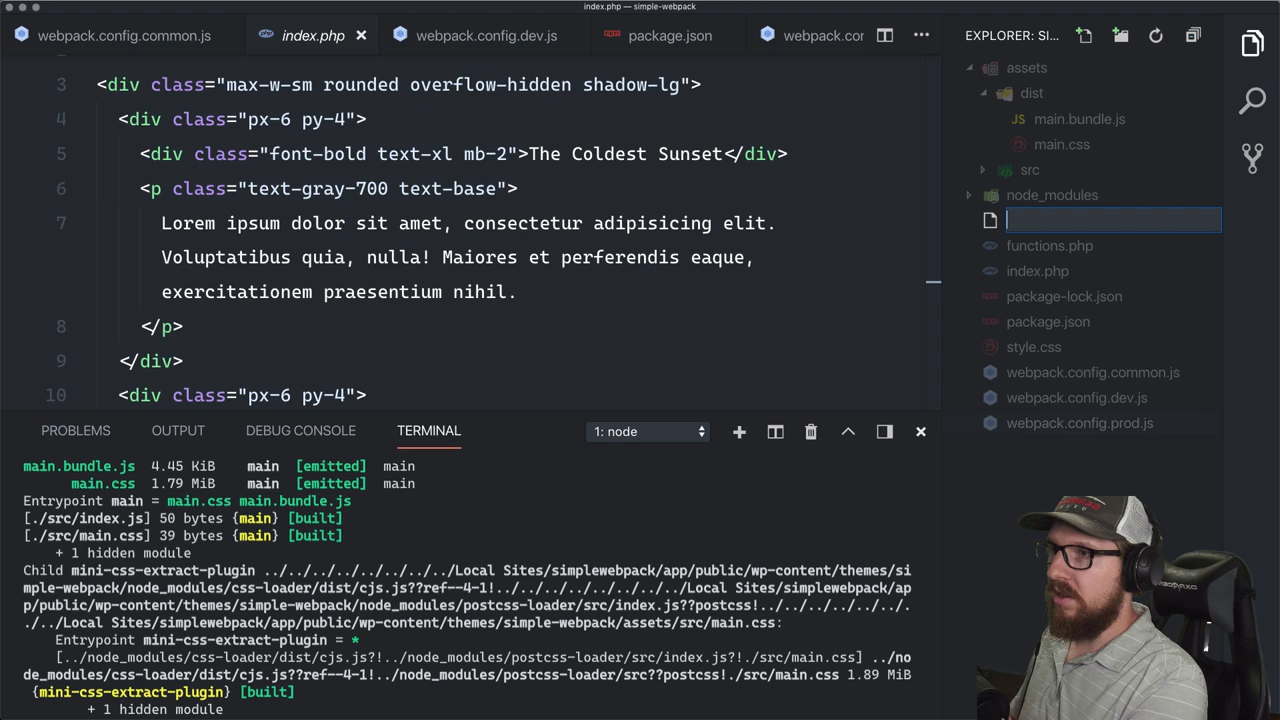 index.php — simple-webpack
webpack.config.common.js
index.php
webpack.config.dev.js
package.json
webpack.cor
EXPLORER: SI...
3 <div class="max-w-sm rounded overflow-hidden shadow-lg">
4 <div class="px-6 py-4">
5 <div class="font-bold text-xl mb-2">The Coldest Sunset</div>
6 <p class="text-gray-700 text-base">
7 Lorem ipsum dolor sit amet, consectetur adipisicing elit.
Voluptatibus quia, nulla! Maiores et perferendis eaque,
exercitationem praesentium nihil.
8 </p>
9 </div>
10 <div class="px-6 py-4">
assets
dist
JS main.bundle.js
main.css
src
node_modules
functions.php
index.php
package-lock.json
package.json
style.css
webpack.config.common.js
webpack.config.dev.js
webpack.config.prod.js
PROBLEMS
OUTPUT
DEBUG CONSOLE
TERMINAL
1: node
main.bundle.js 4.45 KiB main [emitted] main
main.css 1.79 MiB main [emitted] main
Entrypoint main = main.css main.bundle.js
[./src/index.js] 50 bytes {main} [built]
[./src/main.css] 39 bytes {main} [built]
+ 1 hidden module
Child mini-css-extract-plugin ../../../../../../../../Local Sites/simplewebpack/app/public/wp-content/themes/si
mple-webpack/node_modules/css-loader/dist/cjs.js??ref--4-1!../../../../../../../../Local Sites/simplewebpack/ap
p/public/wp-content/themes/simple-webpack/node_modules/postcss-loader/src/index.js??postcss!../../../../../../.
./../Local Sites/simplewebpack/app/public/wp-content/themes/simple-webpack/assets/src/main.css:
Entrypoint mini-css-extract-plugin = *
[../node_modules/css-loader/dist/cjs.js?!../node_modules/postcss-loader/src/index.js?!./src/main.css] ../no
de_modules/css-loader/dist/cjs.js??ref--4-1!../node_modules/postcss-loader/src??postcss!./src/main.css 1.89 MiB
{mini-css-extract-plugin} [built]
+ 1 hidden module